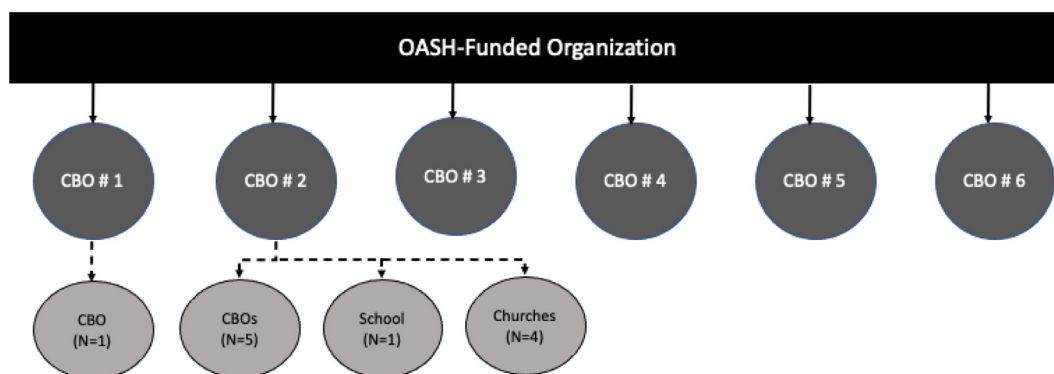 OASH-Funded Organization
CBO # 1
CBO # 2
CBO # 3
CBO # 4
CBO # 5
CBO # 6
CBO
(N=1)
CBOs
(N=5)
School
(N=1)
Churches
(N=4)